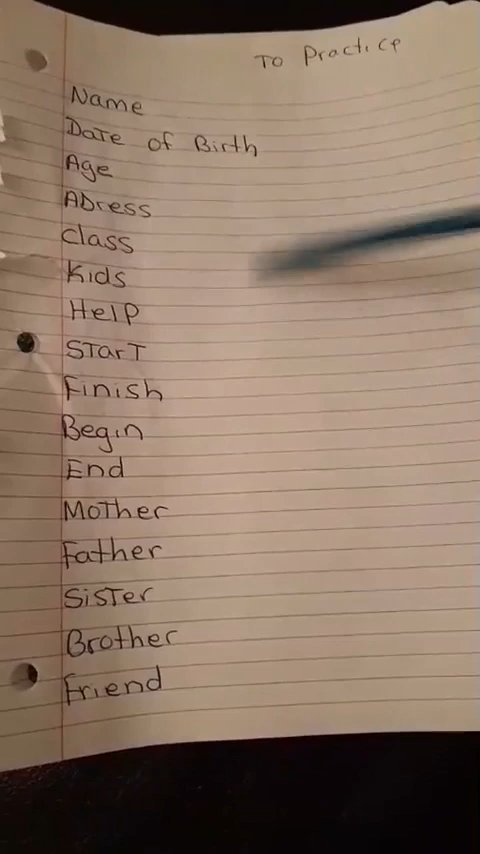 To Practice
Name
Date of Birth
Age
ADress
Class
Kids
Help
STarT
Finish
Begin
End
MoTher
Father
SisTer
Brother
Friend